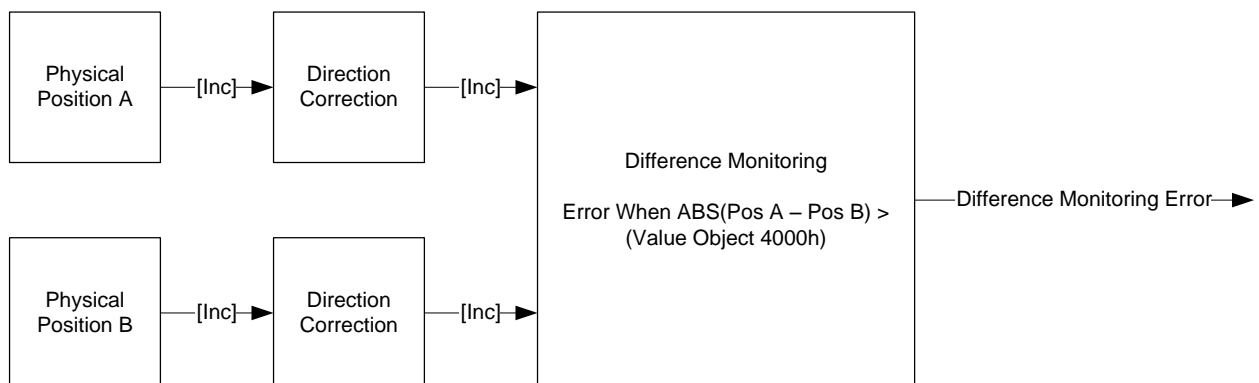 Physical
Position A
[Inc]
Direction
Correction
[Inc]
Difference Monitoring
Error When ABS(Pos A – Pos B) >
(Value Object 4000h)
Difference Monitoring Error
Physical
Position B
[Inc]
Direction
Correction
[Inc]